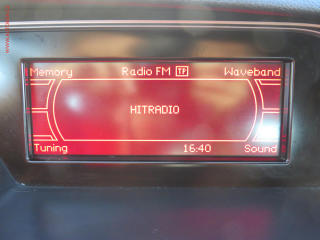 Memory Radio FM TP Waveband
HITRADIO
Tuning 16:40 Sound